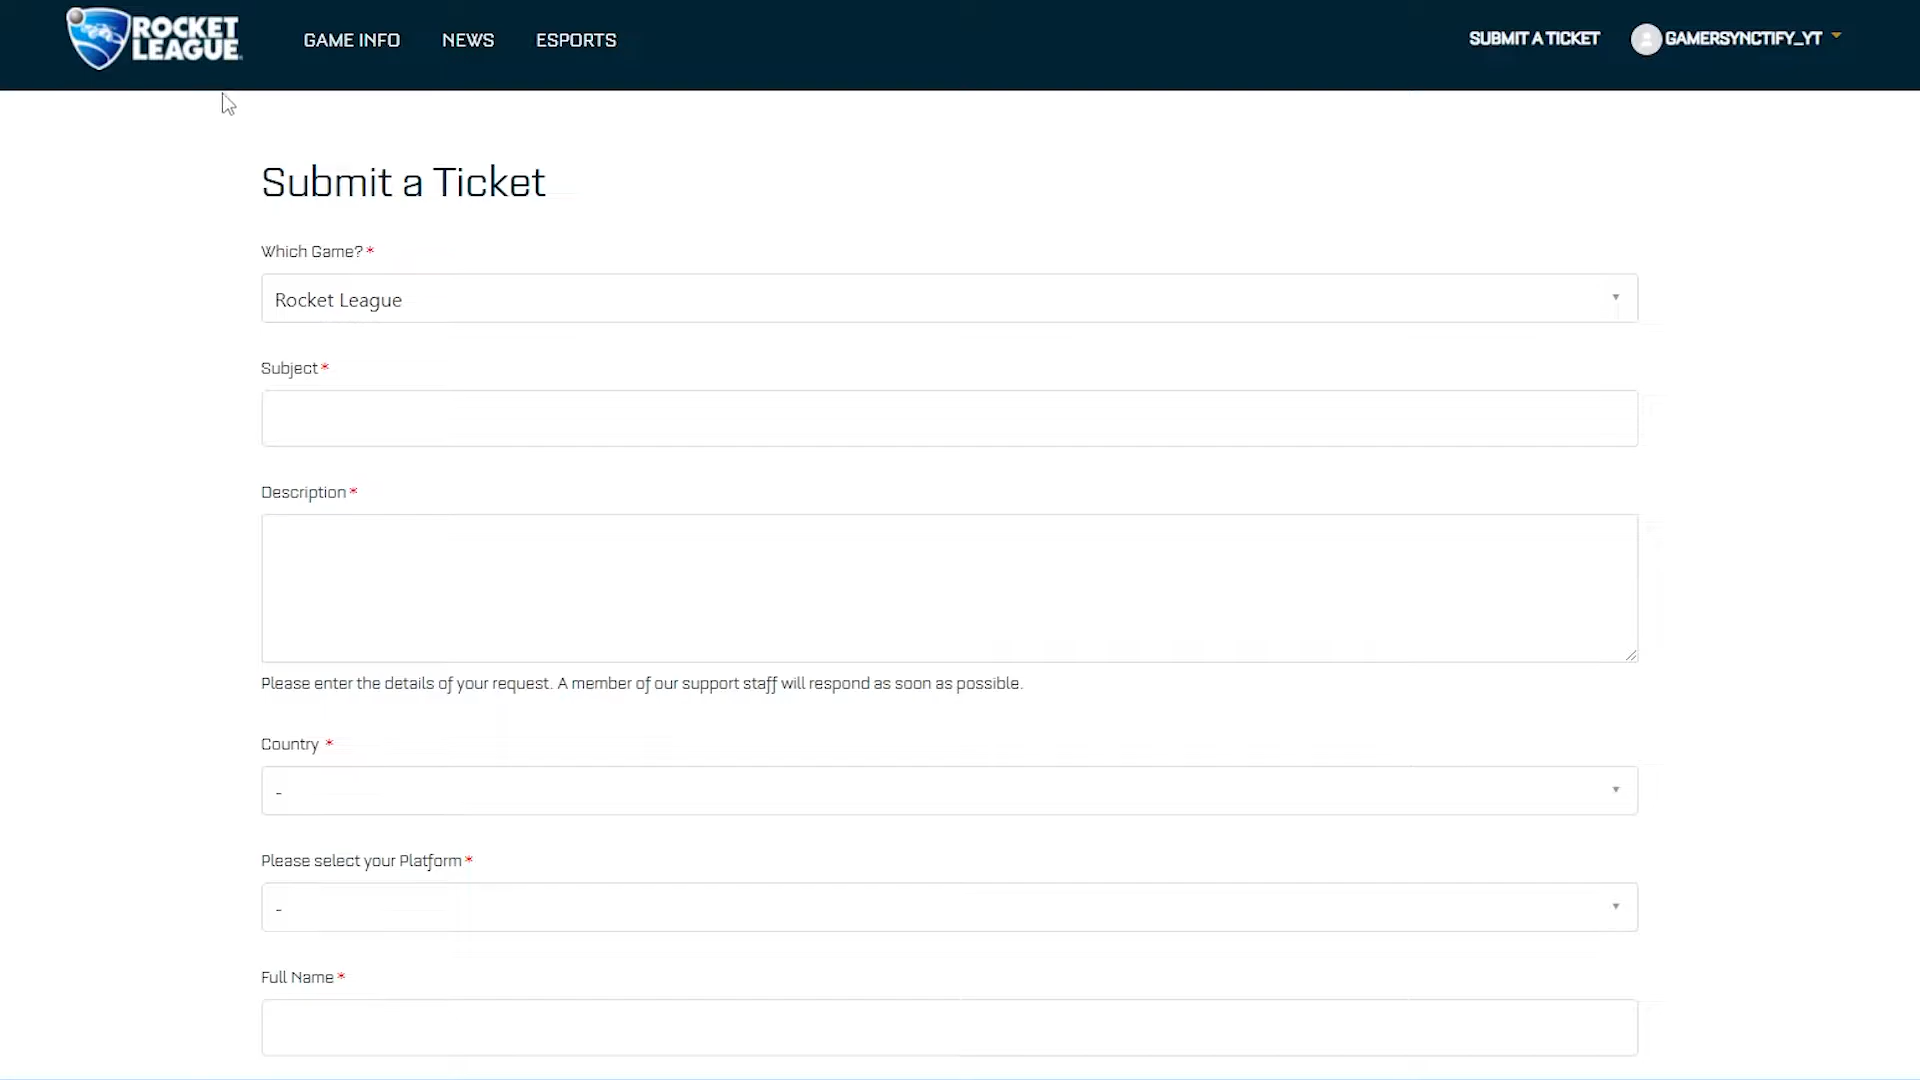 ROCKET
LEAGUE
GAME INFO
NEWS
ESPORTS
SUBMIT A TICKET
GAMERSYNCTIFY_YT
Submit a Ticket
Which Game?*
Rocket League
Subject*
Description*
Please enter the details of your request. A member of our support staff will respond as soon as possible.
Country *
-
Please select your Platform*
-
Full Name*